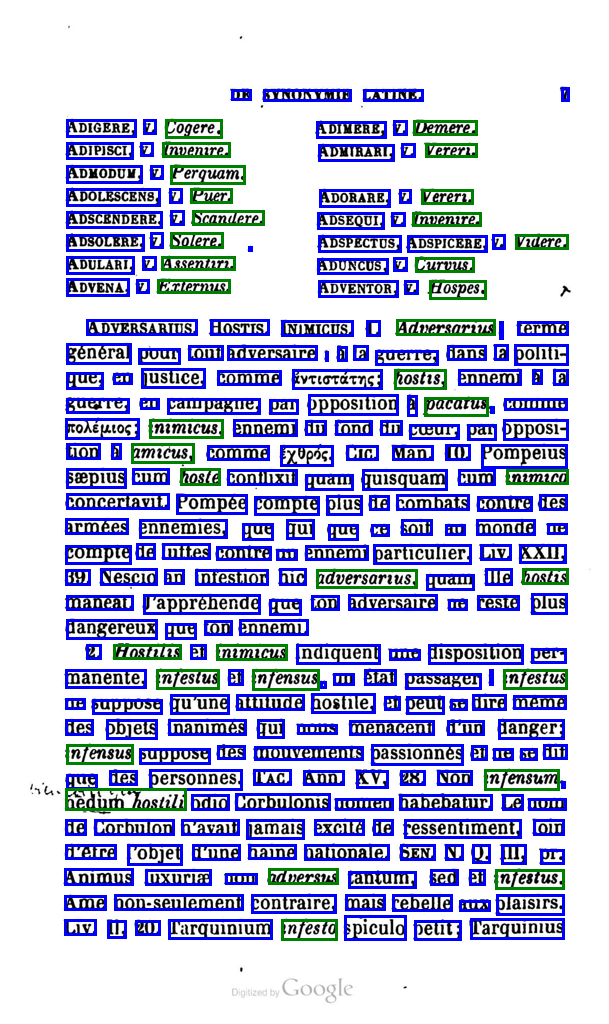 DE SYNONYMIE LATINE. 7
ADIGERE, V. Cogere.
ADIPISCI, V. Invenire.
ADMODUM, V. Perquam.
ADOLESCENS, V. Puer.
ADSCENDERE, V. Scandere.
ADSOLERE, V. Solere.
ADULARI, V. Assentiri.
ADVENA, V. Externus.
ADIMERE, V. Demere.
ADMIRARI, V. Vereri.
ADORARE, V. Vereri.
ADSEQUI, V. Invenire.
ADSPECTUS, ADSPICERE, V. Videre.
ADUNCUS, V. Curvus.
ADVENTOR, V. Hospes.
ADVERSARIUS. HOSTIS. INIMICUS. 1. Adversarius, terme
général pour tout adversaire, à la guerre, dans la politi-
que, en justice, comme ἀντιστάτης; hostis, ennemi à la
guerre, en campagne, par opposition à pacatus, comme
πολέμιος; inimicus, ennemi du fond du cœur, par opposi-
tion à amicus, comme ἐχθρός. Cic. Man. 10. Pompeius
sæpius cum hoste conflixit quam quisquam cum inimico
concertavit. Pompée compte plus de combats contre des
armées ennemies, que qui que ce soit au monde ne
compte de luttes contre un ennemi particulier. Liv. XXII,
39. Nescio an infestior hic adversarius, quam ille hostis
maneat. J'appréhende que ton adversaire ne reste plus
dangereux que ton ennemi.
2. Hostilis et inimicus indiquent une disposition per-
manente, infestus et infensus, un état passager : infestus
ne suppose qu'une attitude hostile, et peut se dire même
des objets inanimés qui nous menacent d'un danger;
infensus suppose des mouvements passionnés et ne se dit
que des personnes. TAC. Ann. XV, 28. Non infensum,
nedum hostili odio Corbulonis nomen habebatur. Le nom
de Corbulon n'avait jamais excité de ressentiment, loin
d'être l'objet d'une haine nationale. SEN. N. Q. III, pr.
Animus luxuriæ non adversus tantum, sed et infestus.
Ame non-seulement contraire, mais rebelle aux plaisirs.
Liv. II, 20. Tarquinium infesto spiculo petit; Tarquinius
Digitized by Google